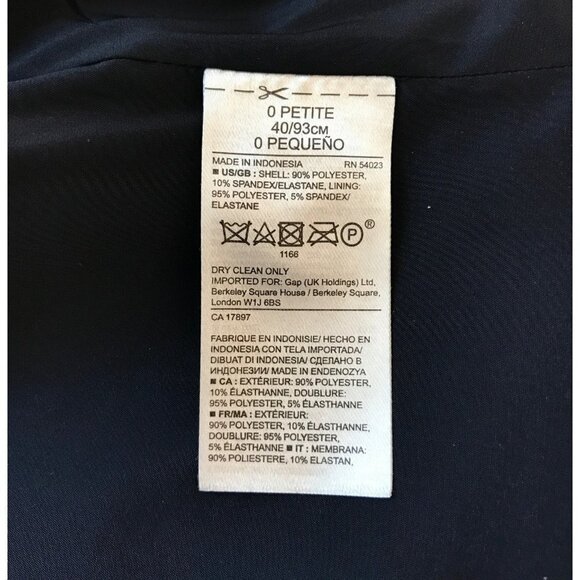 0 PETITE
40/93CM
0 PEQUEÑO
MADE IN INDONESIA RN 54023
■ US/GB : SHELL: 90% POLYESTER,
10% SPANDEX/ELASTANE, LINING:
95% POLYESTER, 5% SPANDEX/
ELASTANE
P ®
1166
DRY CLEAN ONLY
IMPORTED FOR: Gap (UK Holdings) Ltd,
Berkeley Square House / Berkeley Square,
London W1J 6BS
CA 17897
FABRIQUE EN INDONISIE/ HECHO EN
INDONESIA CON TELA IMPORTADA/
DIBUAT DI INDONESIA/ СДЕЛАНО В
ИНДОНЕЗИИ/ MADE IN ENDENOZYA
■ CA : EXTÉRIEUR: 90% POLYESTER,
10% ÉLASTHANNE, DOUBLURE:
95% POLYESTER, 5% ÉLASTHANNE
■ FR/MA : EXTÉRIEUR:
90% POLYESTER, 10% ÉLASTHANNE,
DOUBLURE: 95% POLYESTER,
5% ÉLASTHANNE ■ IT : MEMBRANA:
90% POLIESTERE, 10% ELASTAN,